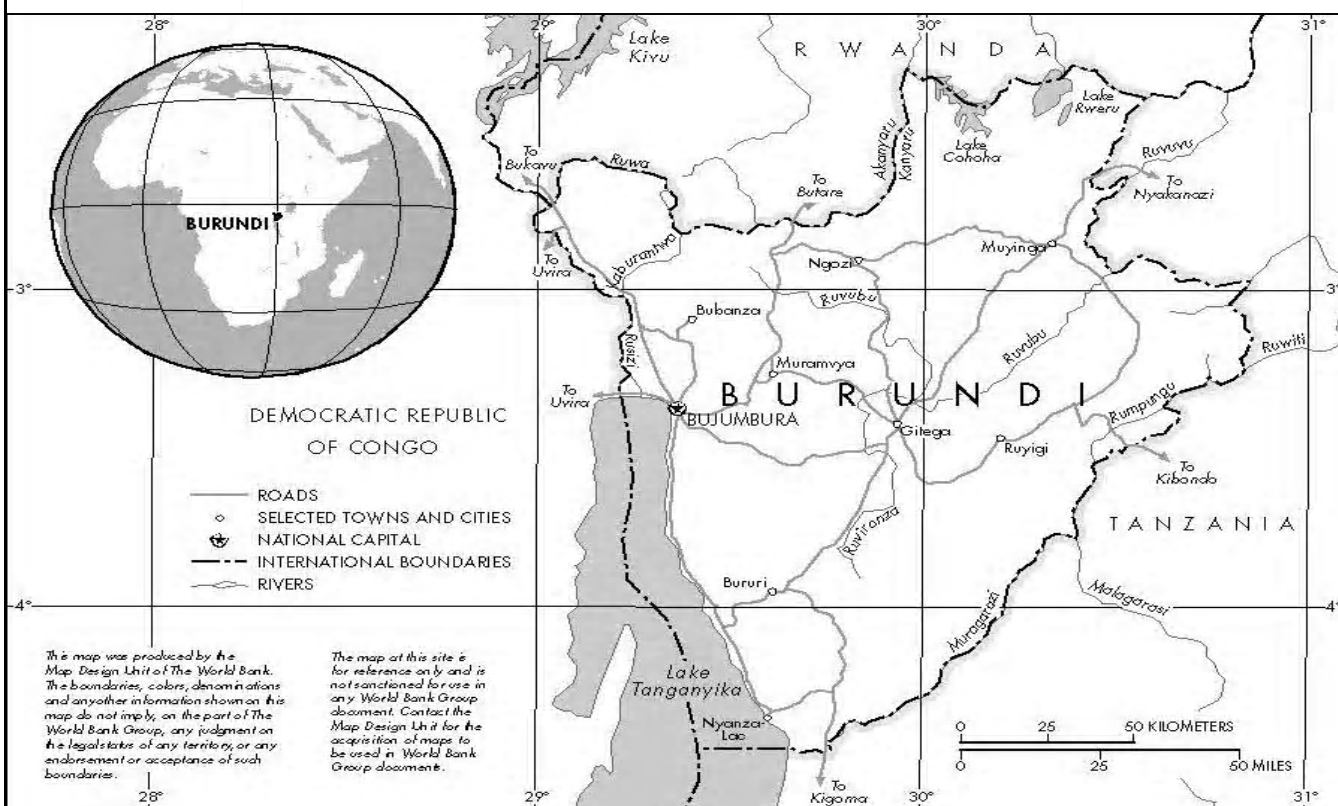 28°
29°
30°
31°
Lake
Kivu
R W A N D A
Lake
Rweru
Lake
Cohoha
Akanyaru
Kanyaru
Ruvuvu
To
Bukavu
Ruwa
To
Butare
To
Nyakanazi
BURUNDI
To
Uvira
Kaburantwa
Ngozi
Muyinga
3°
3°
Ruvubu
Bubanza
Rusizi
Ruvubu
Ruwiti
Muramvya
To
Uvira
B U R U N D I
Rumpungu
BUJUMBURA
Gitega
Ruyigi
To
Kibondo
DEMOCRATIC REPUBLIC
OF CONGO
ROADS
SELECTED TOWNS AND CITIES
NATIONAL CAPITAL
INTERNATIONAL BOUNDARIES
RIVERS
Ruvironza
T A N Z A N I A
Bururi
4°
4°
Muragarazi
Malagarasi
This map was produced by the
Map Design Unit of The World Bank.
The boundaries, colors, denominations
and any other information shown on this
map do not imply, on the part of The
World Bank Group, any judgment on
the legal status of any territory, or any
endorsement or acceptance of such
boundaries.
The map at this site is
for reference only and is
not sanctioned for use in
any World Bank Group
document. Contact the
Map Design Unit for the
acquisition of maps to
be used in World Bank
Group documents.
Lake
Tanganyika
Nyanza-
Lac
To
Kigoma
0 25 50 KILOMETERS
0 25 50 MILES
28°
29°
30°
31°